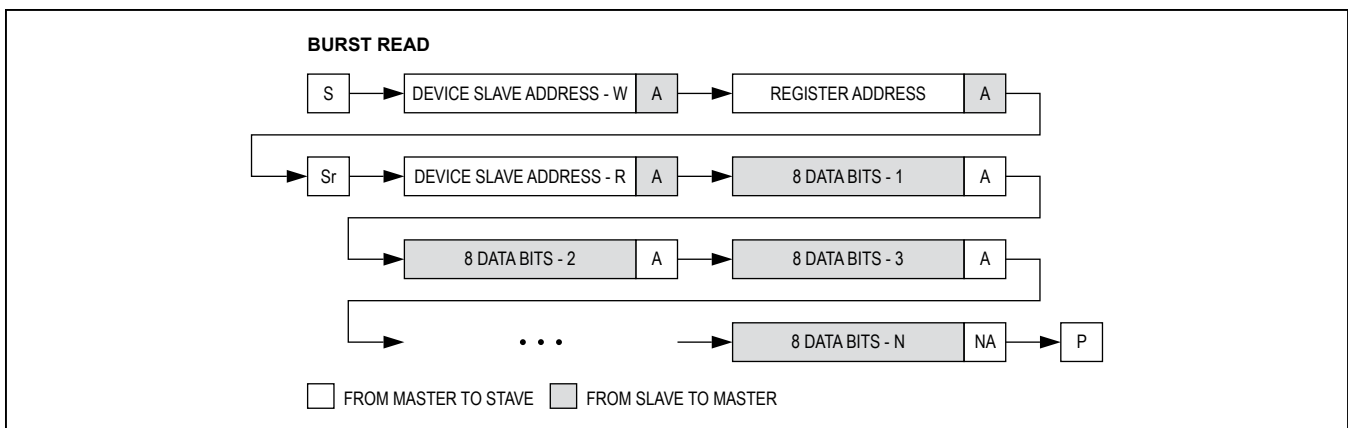 BURST READ
S DEVICE SLAVE ADDRESS - W A REGISTER ADDRESS A
Sr DEVICE SLAVE ADDRESS - R A 8 DATA BITS - 1 A
8 DATA BITS - 2 A 8 DATA BITS - 3 A
• • • 8 DATA BITS - N NA P
FROM MASTER TO STAVE FROM SLAVE TO MASTER